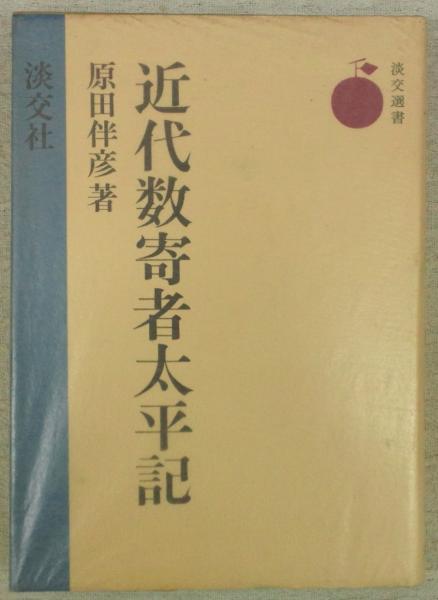 淡交選書
近代数寄者太平記
原田伴彦著
淡交社